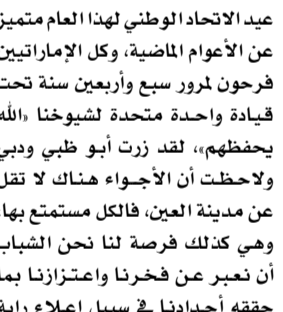 عيد الاتحاد الوطني لهذا العام متميز
عن الأعوام الماضية، وكل الإماراتيين
فرحون لمرور سبع وأربعين سنة تحت
قيادة واحدة متحدة لشيوخنا «الله
يحفظهم»، لقد زرت أبو ظبي ودبي
ولاحظت أن الأجواء هناك لا تقل
عن مدينة العين، فالكل مستمتع بها،
وهي كذلك فرصة لنا نحن الشباب
أن نعبر عن فخرنا واعتزازنا بما
حققه أجدادنا في سبيل إعلاء راية